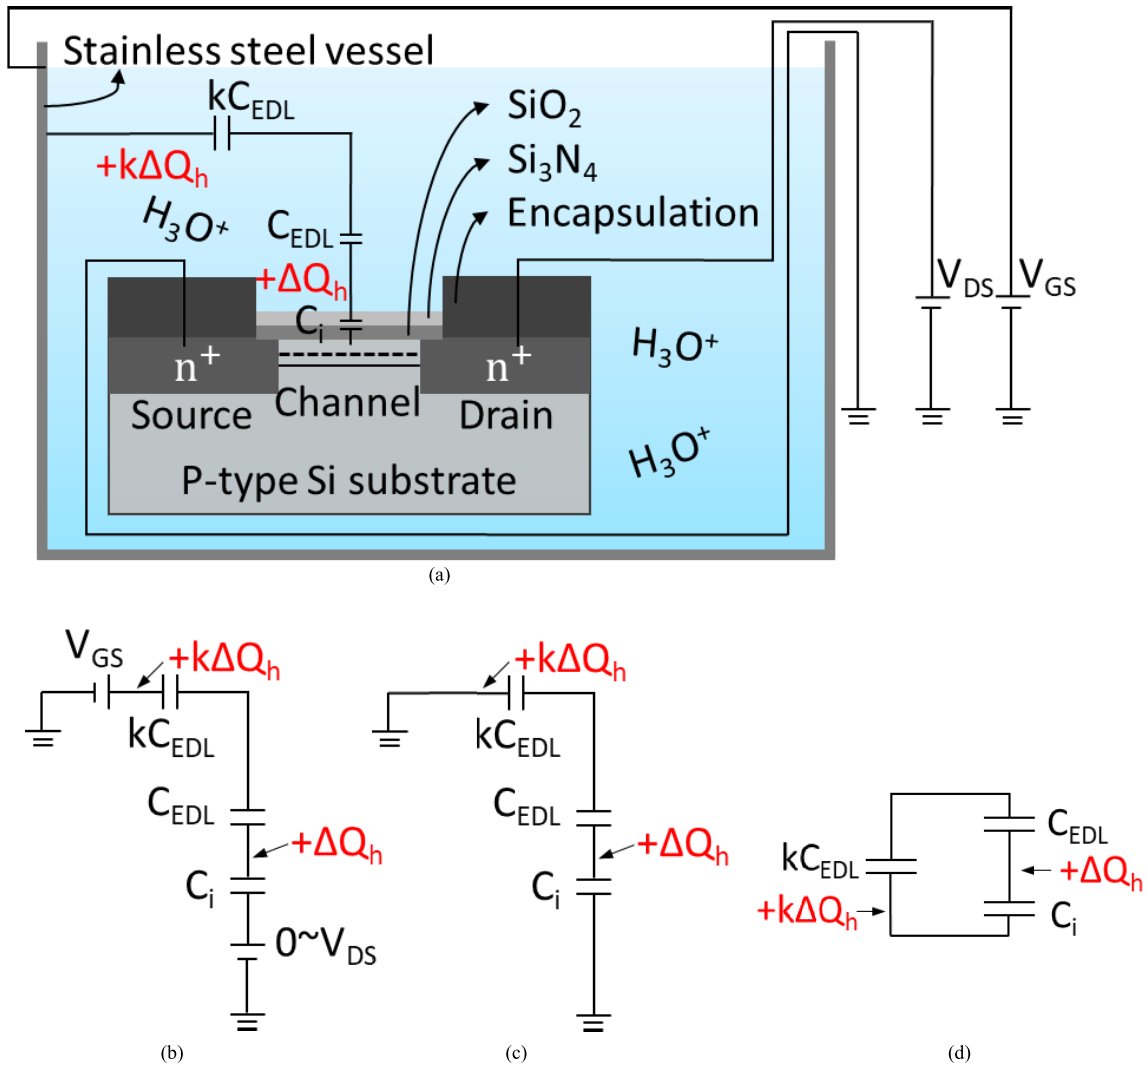 Stainless steel vessel
kC_EDL
SiO₂
+kΔQ_h
Si₃N₄
H₃O⁺
Encapsulation
C_EDL
+ΔQ_h
V_DS
V_GS
C_i
H₃O⁺
n⁺
n⁺
Channel
Source
Drain
H₃O⁺
P-type Si substrate
(a)
V_GS
+kΔQ_h
kC_EDL
C_EDL
+ΔQ_h
C_i
0~V_DS
(b)
+kΔQ_h
kC_EDL
C_EDL
+ΔQ_h
C_i
(c)
C_EDL
kC_EDL
+ΔQ_h
+kΔQ_h
C_i
(d)